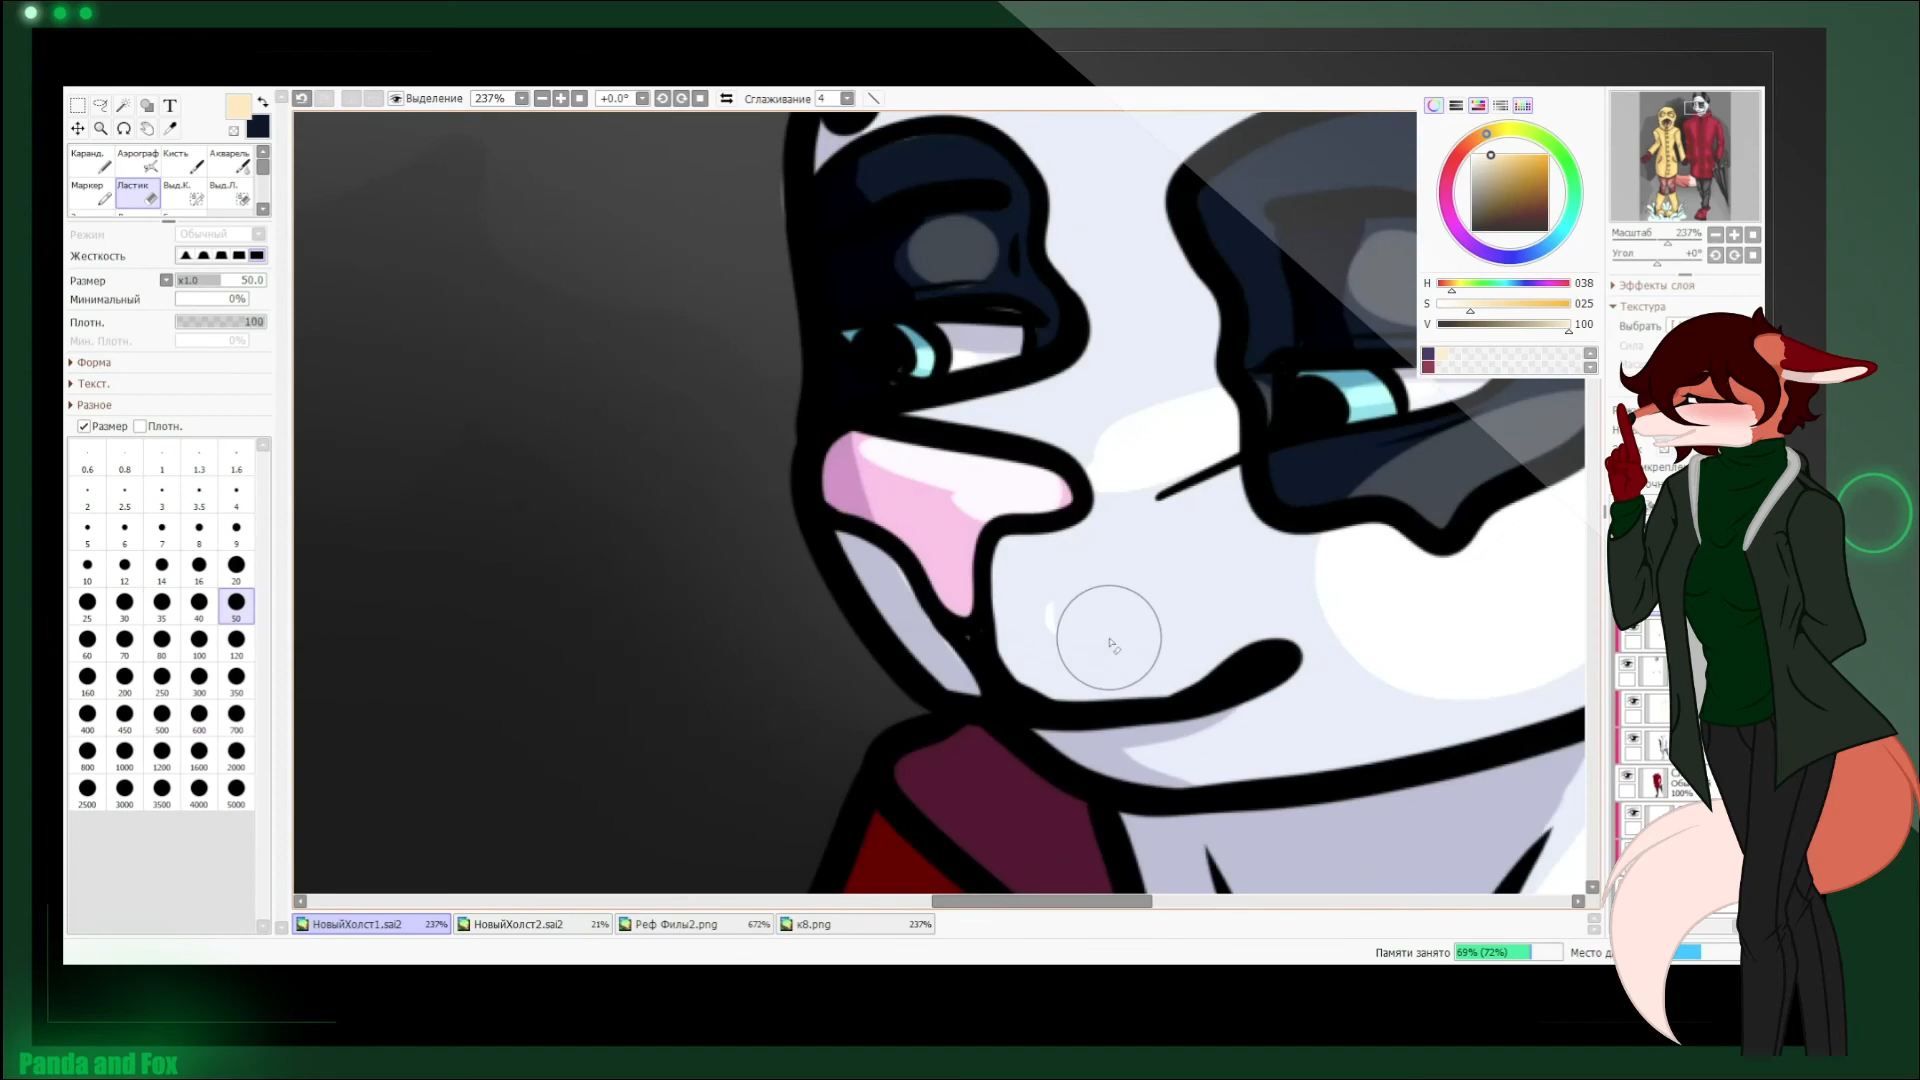 Выделение 237% +0.0° Сглаживание 4
T
Каранд. Аэрограф Кисть Акварель
Маркер Ластик Выд.К. Выд.Л.
Режим Обычный
Жесткость
Размер x1.0 50.0
Минимальный 0%
Плотн. 100
Мин. Плотн. 0%
Форма
Текст.
Разное
Размер Плотн.
0.6 0.8 1 1.3 1.6
2 2.5 3 3.5 4
5 6 7 8 9
10 12 14 16 20
25 30 35 40 50
60 70 80 100 120
160 200 250 300 350
400 450 500 600 700
800 1000 1200 1600 2000
2500 3000 3500 4000 5000
H 038
S 025
V 100
Масштаб 237%
Угол +0°
Эффекты слоя
Текстура
Выбрать
Сила
100%
НовыйХолст1.sai2 237%
НовыйХолст2.sai2 21%
Реф Филы2.png 672%
к8.png 237%
Памяти занято 69% (72%) Место д
Panda and Fox